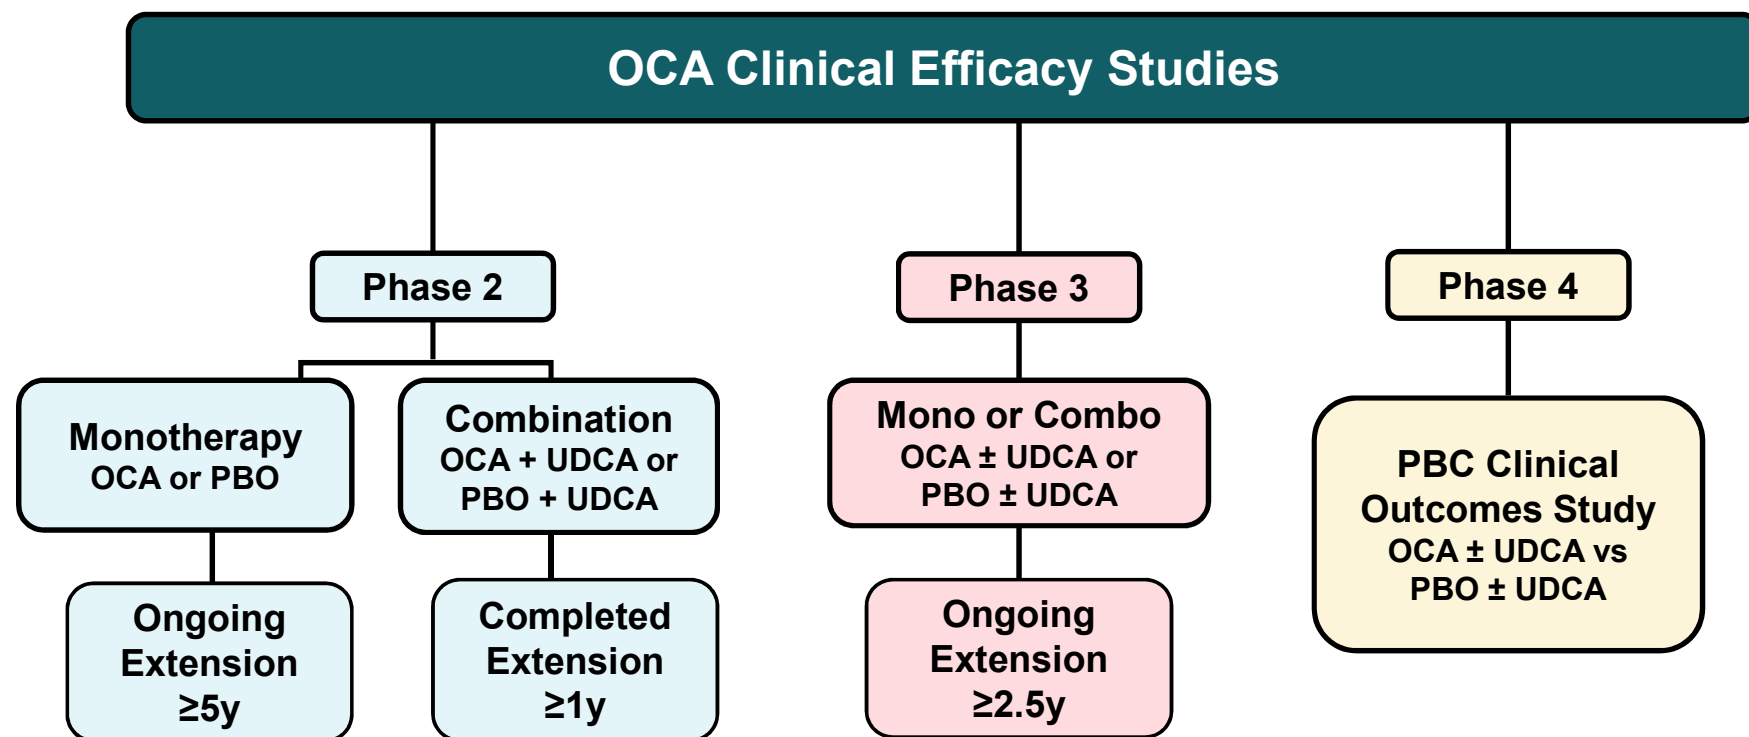 OCA Clinical Efficacy Studies
Phase 2
Monotherapy
OCA or PBO
Ongoing
Extension
≥5y
Combination
OCA + UDCA or
PBO + UDCA
Completed
Extension
≥1y
Phase 3
Mono or Combo
OCA ± UDCA or
PBO ± UDCA
Ongoing
Extension
≥2.5y
Phase 4
PBC Clinical
Outcomes Study
OCA ± UDCA vs
PBO ± UDCA